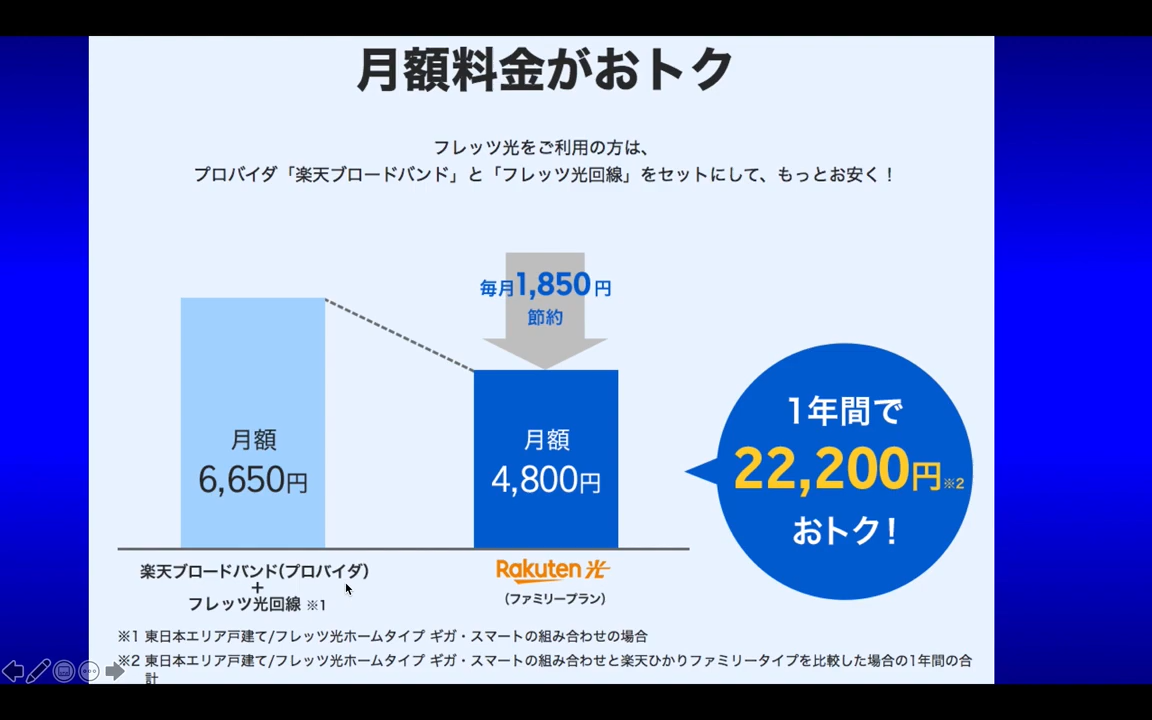 月額料金がおトク
フレッツ光をご利用の方は、
プロバイダ「楽天ブロードバンド」と「フレッツ光回線」をセットにして、もっとお安く！
毎月1,850円
節約
月額
6,650円
月額
4,800円
1年間で
22,200円※2
おトク！
楽天ブロードバンド(プロバイダ)
+
フレッツ光回線 ※1
Rakuten 光
(ファミリープラン)
※1 東日本エリア戸建て/フレッツ光ホームタイプ ギガ・スマートの組み合わせの場合
※2 東日本エリア戸建て/フレッツ光ホームタイプ ギガ・スマートの組み合わせと楽天ひかりファミリータイプを比較した場合の1年間の合
計